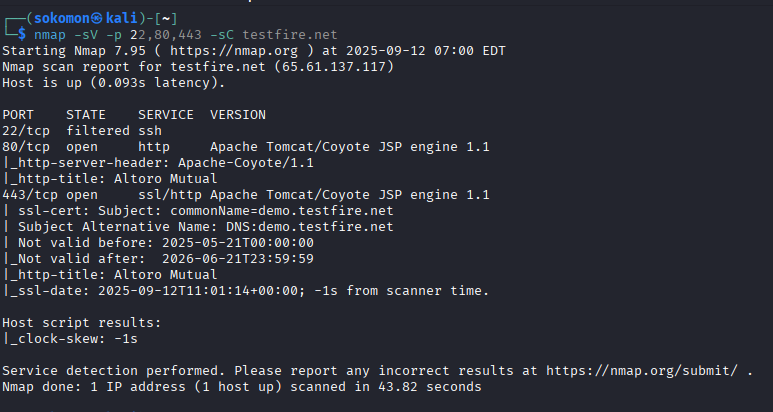 ┌──(sokomon㉿kali)-[~]
└─$ nmap -sV -p 22,80,443 -sC testfire.net
Starting Nmap 7.95 ( https://nmap.org ) at 2025-09-12 07:00 EDT
Nmap scan report for testfire.net (65.61.137.117)
Host is up (0.093s latency).
PORT    STATE    SERVICE  VERSION
22/tcp  filtered ssh
80/tcp  open     http     Apache Tomcat/Coyote JSP engine 1.1
|_http-server-header: Apache-Coyote/1.1
|_http-title: Altoro Mutual
443/tcp open     ssl/http Apache Tomcat/Coyote JSP engine 1.1
| ssl-cert: Subject: commonName=demo.testfire.net
| Subject Alternative Name: DNS:demo.testfire.net
| Not valid before: 2025-05-21T00:00:00
|_Not valid after:  2026-06-21T23:59:59
|_http-title: Altoro Mutual
|_ssl-date: 2025-09-12T11:01:14+00:00; -1s from scanner time.
Host script results:
|_clock-skew: -1s
Service detection performed. Please report any incorrect results at https://nmap.org/submit/ .
Nmap done: 1 IP address (1 host up) scanned in 43.82 seconds